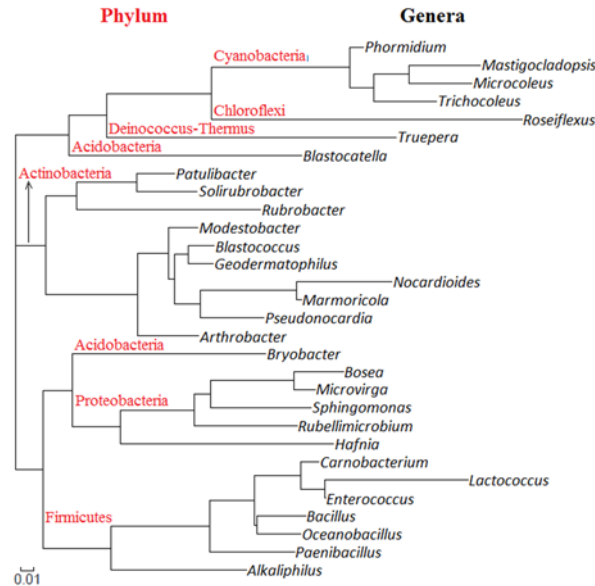 Phylum Genera
Phormidium
Cyanobacteria
Mastigocladopsis
Microcoleus
Trichocoleus
Chloroflexi
Roseiflexus
Deinococcus-Thermus
Truepera
Acidobacteria
Blastocatella
Actinobacteria
Patulibacter
Solirubrobacter
Rubrobacter
Modestobacter
Blastococcus
Geodermatophilus
Nocardioides
Marmoricola
Pseudonocardia
Arthrobacter
Acidobacteria
Bryobacter
Bosea
Proteobacteria
Microvirga
Sphingomonas
Rubellimicrobium
Hafnia
Carnobacterium
Lactococcus
Enterococcus
Firmicutes
Bacillus
Oceanobacillus
Paenibacillus
Alkaliphilus
0.01